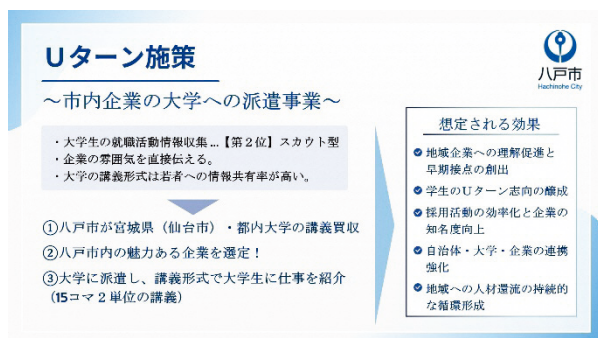 Uターン施策
八戸市
Hachinohe City
～市内企業の大学への派遣事業～
・大学生の就職活動情報収集…【第２位】スカウト型
・企業の雰囲気を直接伝える。
・大学の講義形式は若者への情報共有率が高い。
①八戸市が宮城県（仙台市）・都内大学の講義買収
②八戸市内の魅力ある企業を選定！
③大学に派遣し、講義形式で大学生に仕事を紹介
（15コマ２単位の講義）
想定される効果
地域企業への理解促進と
早期接点の創出
学生のUターン志向の醸成
採用活動の効率化と企業の
知名度向上
自治体・大学・企業の連携
強化
地域への人材還流の持続的
な循環形成